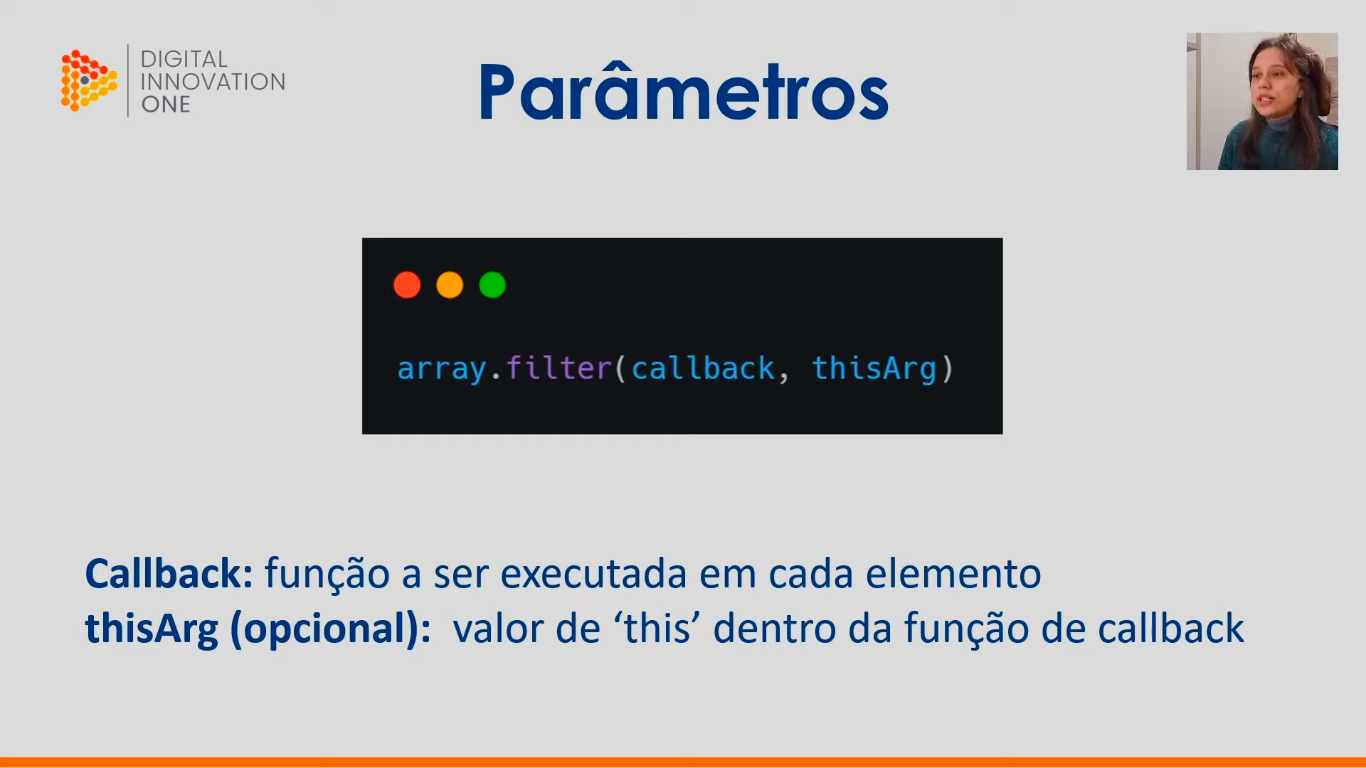 DIGITAL
INNOVATION
ONE
Parâmetros
array.filter(callback, thisArg)
Callback: função a ser executada em cada elemento
thisArg (opcional): valor de ‘this’ dentro da função de callback